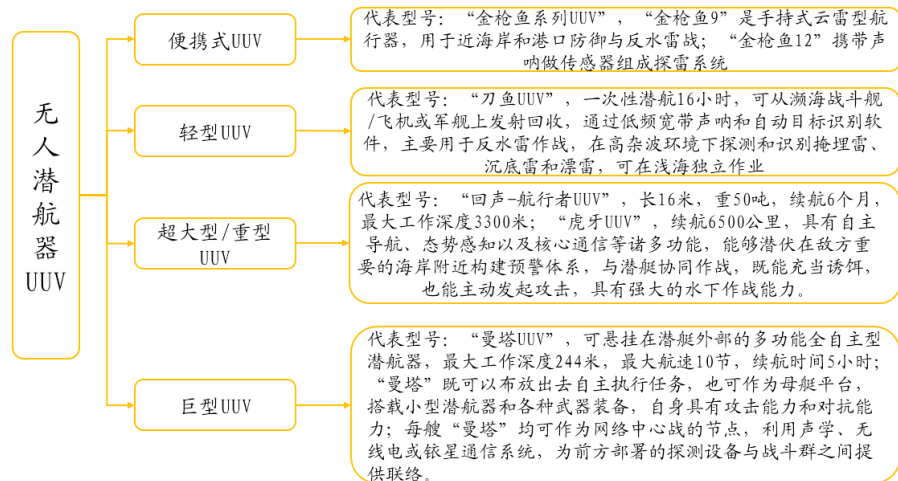 无人潜航器UUV
便携式UUV
代表型号：“金枪鱼系列UUV”，“金枪鱼9”是手持式云雷型航
行器，用于近海岸和港口防御与反水雷战；“金枪鱼12”携带声
呐做传感器组成探雷系统
轻型UUV
代表型号：“刀鱼UUV”，一次性潜航16小时，可从濒海战斗舰
/飞机或军舰上发射回收，通过低频宽带声呐和自动目标识别软
件，主要用于反水雷作战，在高杂波环境下探测和识别掩埋雷、
沉底雷和漂雷，可在浅海独立作业
超大型/重型
UUV
代表型号：“回声-航行者UUV”，长16米，重50吨，续航6个月，
最大工作深度3300米；“虎牙UUV”，续航6500公里，具有自主
导航、态势感知以及核心通信等诸多功能，能够潜伏在敌方重
要的海岸附近构建预警体系，与潜艇协同作战，既能充当诱饵，
也能主动发起攻击，具有强大的水下作战能力。
巨型UUV
代表型号：“曼塔UUV”，可悬挂在潜艇外部的多功能全自主型
潜航器，最大工作深度244米，最大航速10节，续航时间5小时；
“曼塔”既可以布放出去自主执行任务，也可作为母艇平台，
搭载小型潜航器和各种武器装备，自身具有攻击能力和对抗能
力；每艘“曼塔”均可作为网络中心战的节点，利用声学、无
线电或铱星通信系统，为前方部署的探测设备与战斗群之间提
供联络。